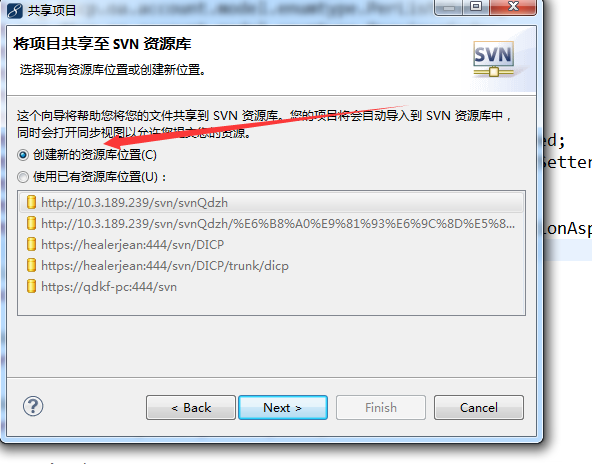 共享项目
将项目共享至 SVN 资源库
选择现有资源库位置或创建新位置。
SVN
这个向导将帮助您将您的文件共享到 SVN 资源库。您的项目将会自动导入到 SVN 资源库中，
同时会打开同步视图以允许您提交您的资源。
创建新的资源库位置(C)
使用已有资源库位置(U)：
http://10.3.189.239/svn/svnQdzh
http://10.3.189.239/svn/svnQdzh/%E6%B8%A0%E9%81%93%E6%9C%8D%E5%8...
https://healerjean:444/svn/DICP
https://healerjean:444/svn/DICP/trunk/dicp
https://qdkf-pc:444/svn
ed;
Setter
ionAsp
?
< Back
Next >
Finish
Cancel